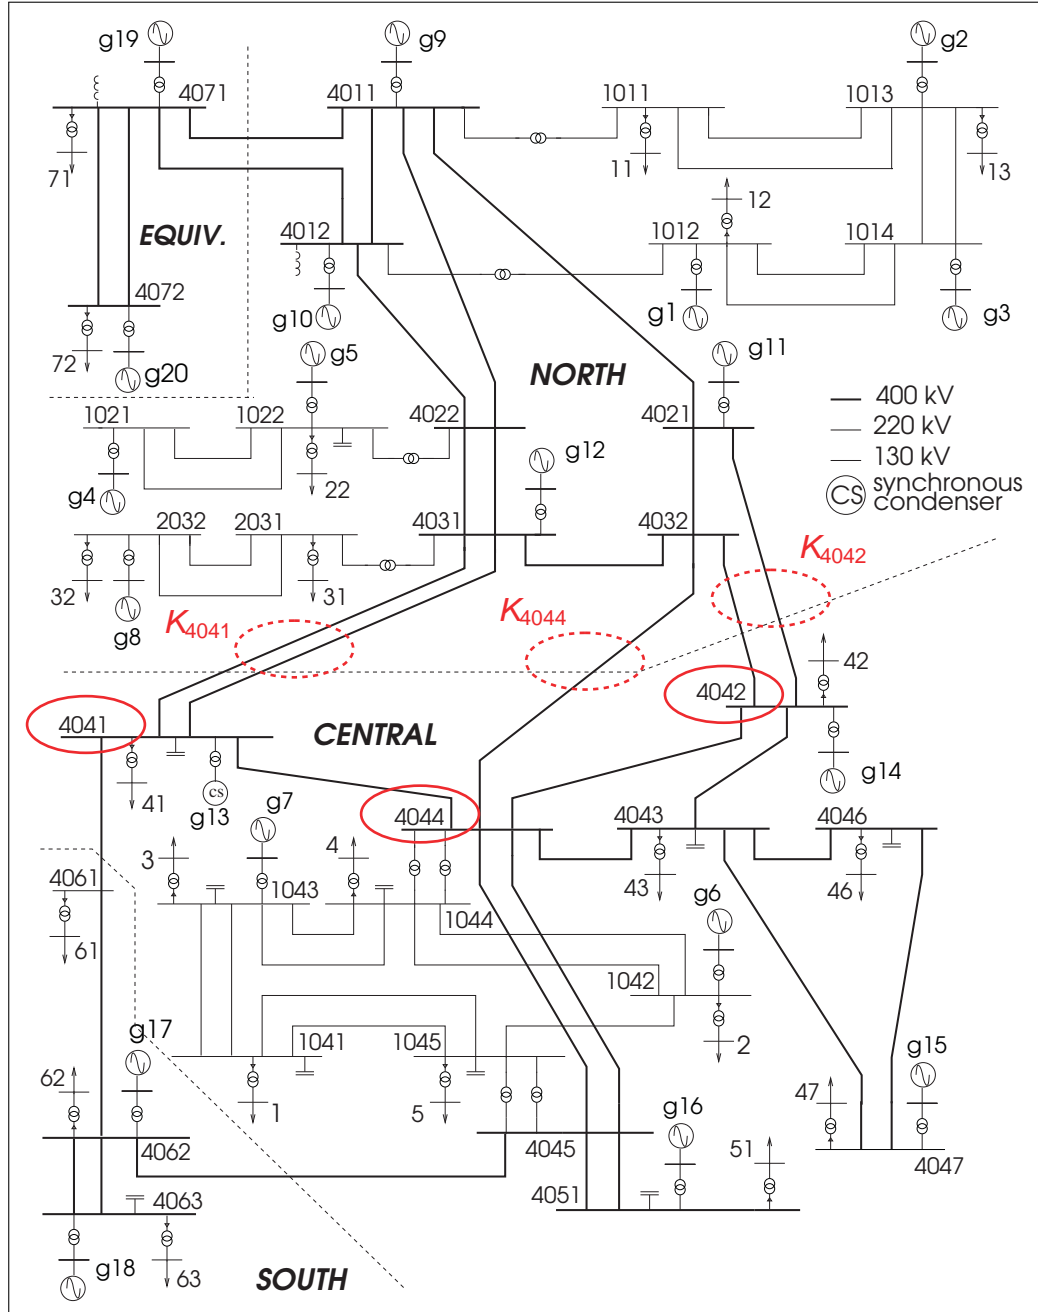 g19
g9
g2
4071
4011
1011
1013
71
11
13
12
EQUIV.
4012
1012
1014
4072
g10
g1
g3
72
g20
g5
g11
NORTH
400 kV
220 kV
130 kV
CS synchronous
condenser
1021
1022
4022
4021
g12
g4
22
2032
2031
4031
4032
K4042
32
g8
31
K4041
K4044
42
4042
4041
CENTRAL
g14
41
cs
g13
g7
4044
4043
4046
3
4
43
46
4061
1043
1044
g6
61
1042
g17
1041
1045
2
g15
62
1
5
47
g16
4062
4045
51
4047
4063
4051
g18
63
SOUTH